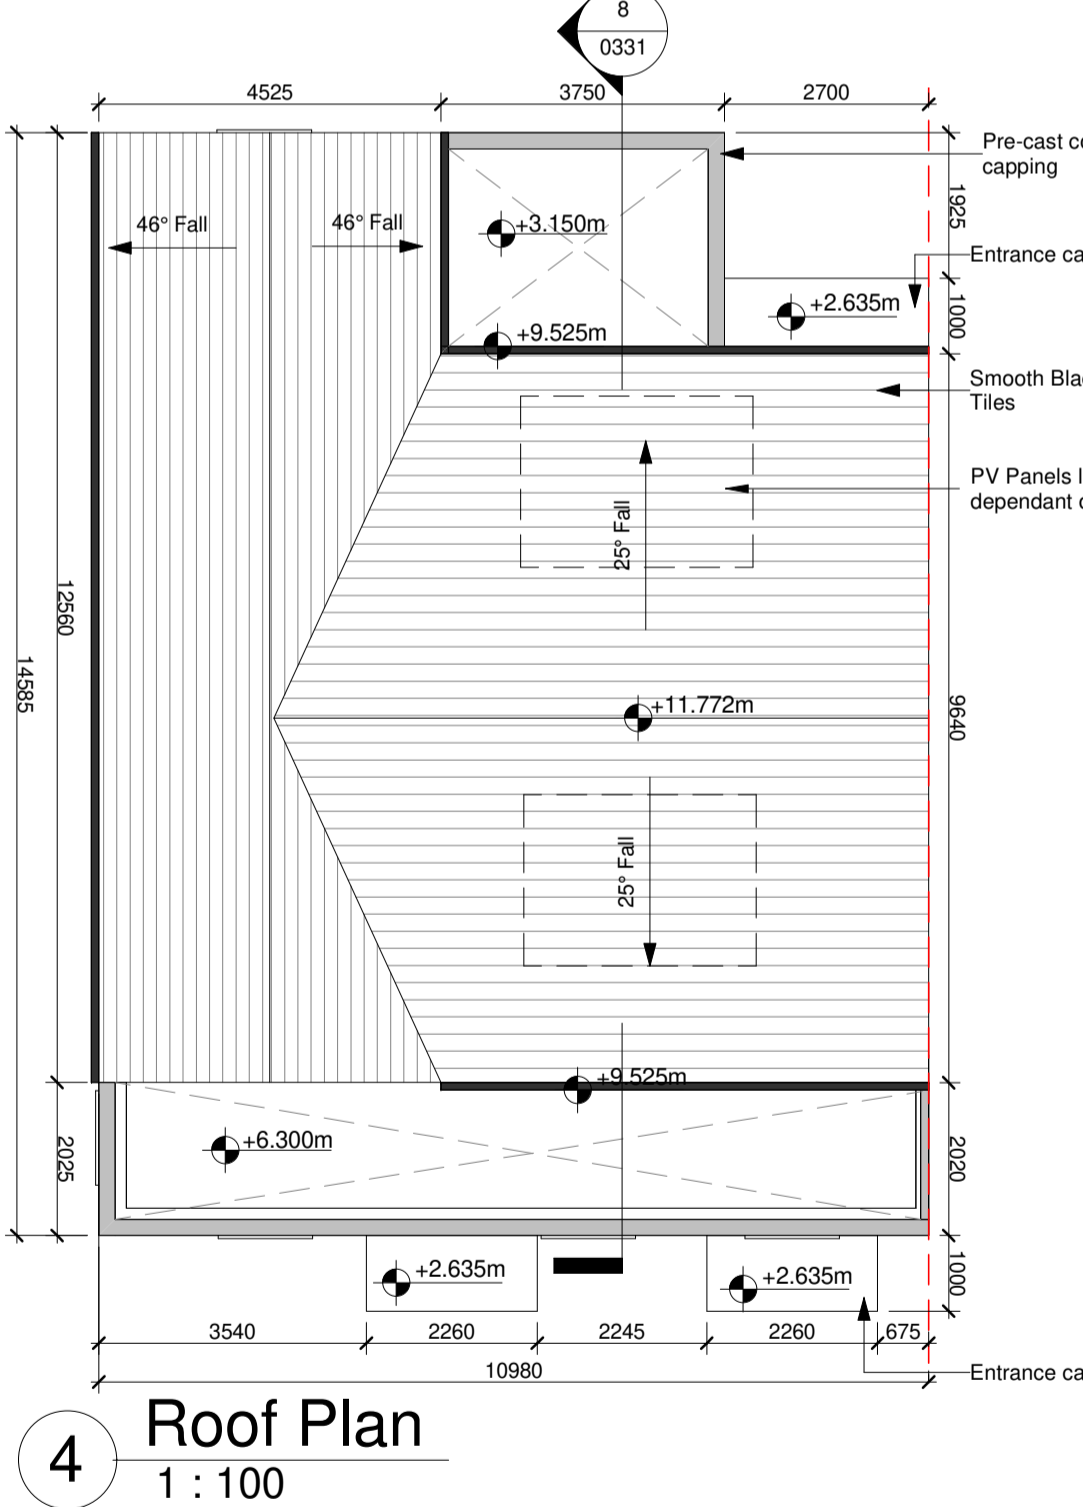 8
0331
4525
3750
2700
Pre-cast co
capping
1925
46° Fall
46° Fall
+3.150m
Entrance ca
+2.635m
1000
+9.525m
Smooth Blac
Tiles
PV Panels l
dependant o
25° Fall
12560
14585
+11.772m
9640
25° Fall
+9.525m
+6.300m
2025
2020
+2.635m
+2.635m
1000
3540
2260
2245
2260
675
10980
Entrance ca
4
Roof Plan
1 : 100